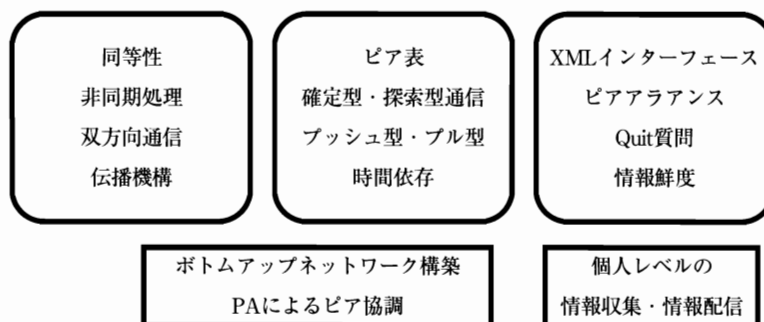 同等性
非同期処理
双方向通信
伝播機構
ピア表
確定型・探索型通信
プッシュ型・プル型
時間依存
XMLインターフェース
ピアアラアンス
Quit質問
情報鮮度
ボトムアップネットワーク構築
PAによるピア協調
個人レベルの
情報収集・情報配信